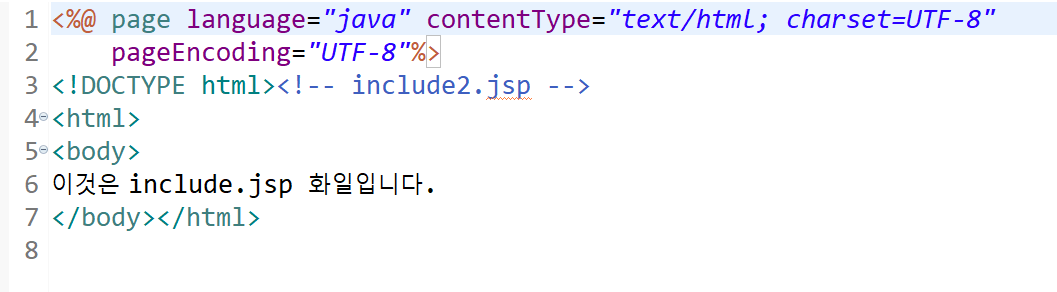 1 <%@ page language="java" contentType="text/html; charset=UTF-8"
2     pageEncoding="UTF-8"%>
3 <!DOCTYPE html><!-- include2.jsp -->
4 <html>
5 <body>
6 이것은 include.jsp 화일입니다.
7 </body></html>
8